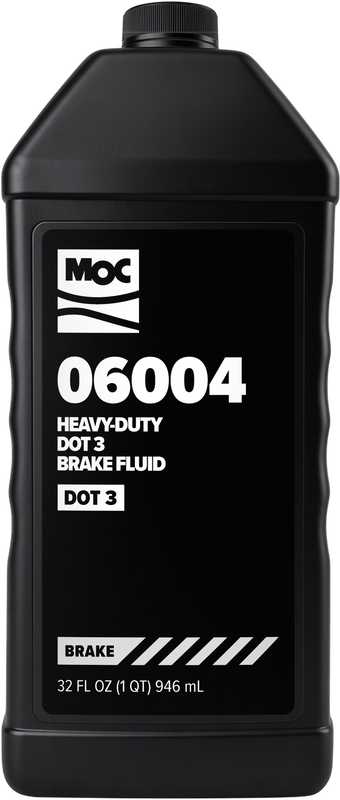 MOC
06004
HEAVY-DUTY
DOT 3
BRAKE FLUID
DOT 3
BRAKE
32 FL OZ (1 QT) 946 mL